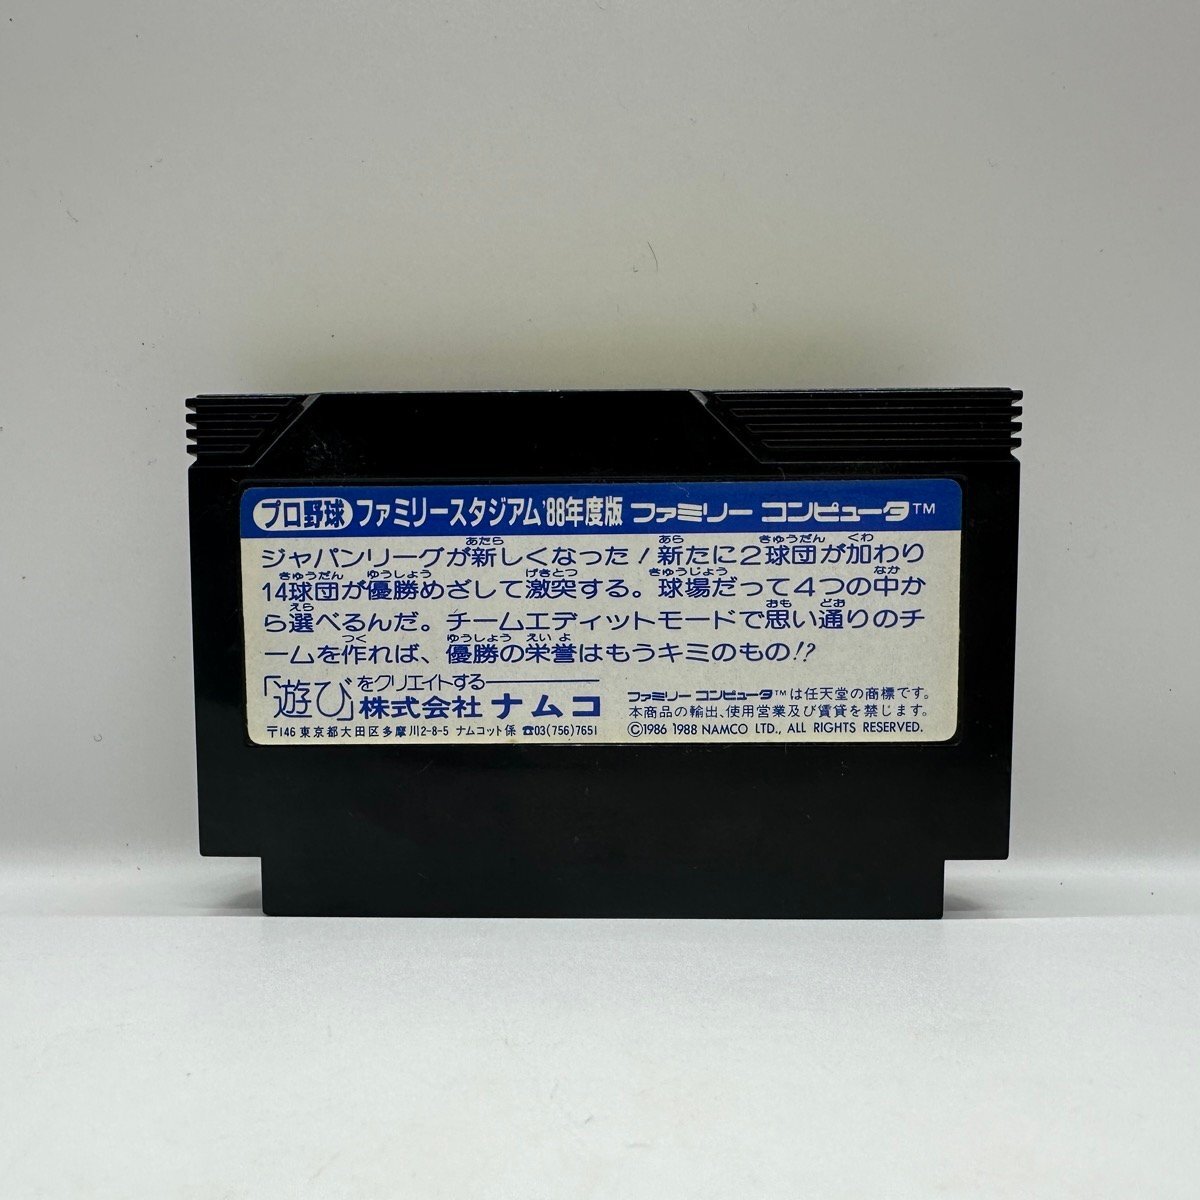 プロ野球 ファミリースタジアム'88年度版 ファミリー コンピュータ™
ジャパンリーグが新しくなった!新たに2球団が加わり
14球団が優勝めざして激突する。球場だって4つの中か
ら選べるんだ。チームエディットモードで思い通りのチ
ームを作れば、優勝の栄誉はもうキミのもの!?
「遊び」をクリエイトする
株式会社 ナムコ
〒146 東京都大田区多摩川2-8-5 ナムコット係 ☎03(756)7651
ファミリー コンピュータ™は任天堂の商標です。
本商品の輸出、使用営業及び賃貸を禁じます。
©1986 1988 NAMCO LTD., ALL RIGHTS RESERVED.